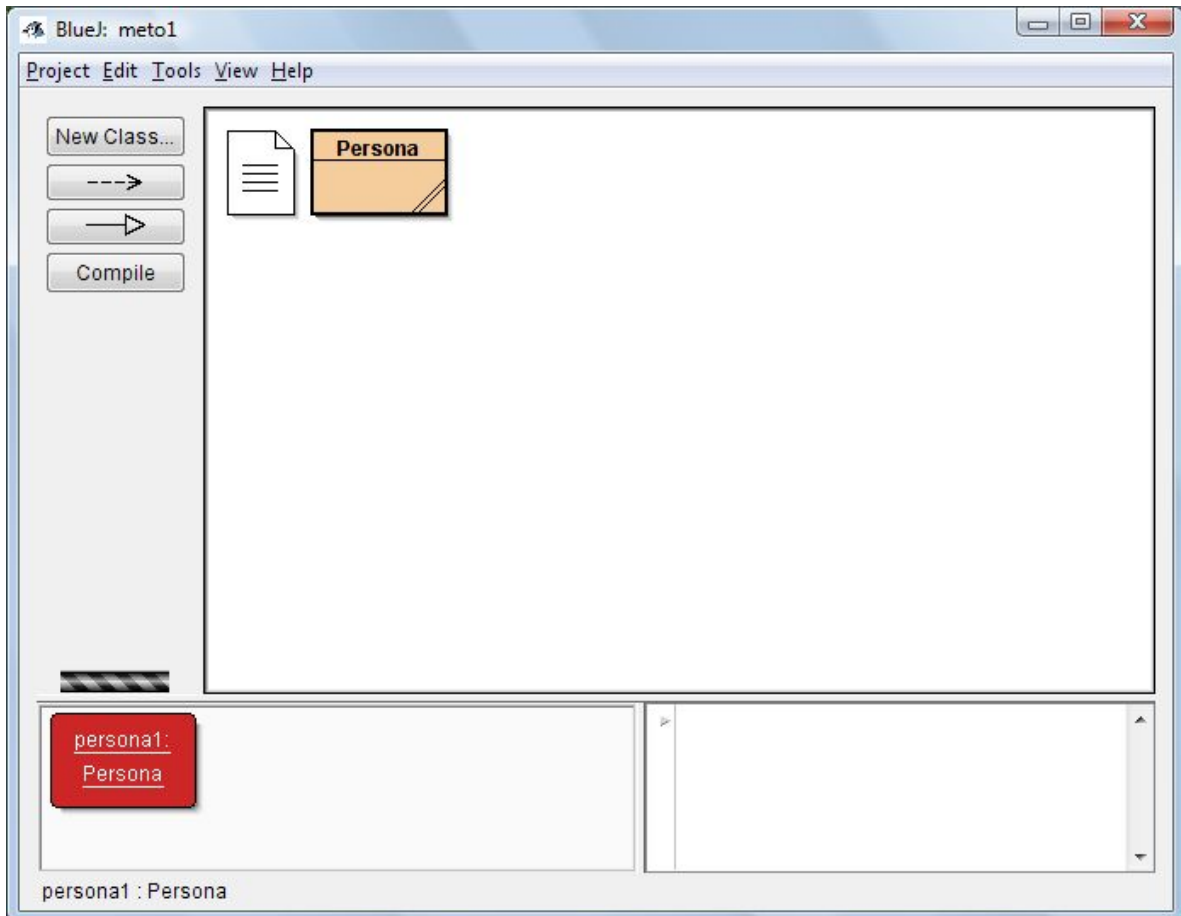 BlueJ: meto1
Project Edit Tools View Help
New Class...
Compile
Persona
persona1:
Persona
persona1 : Persona